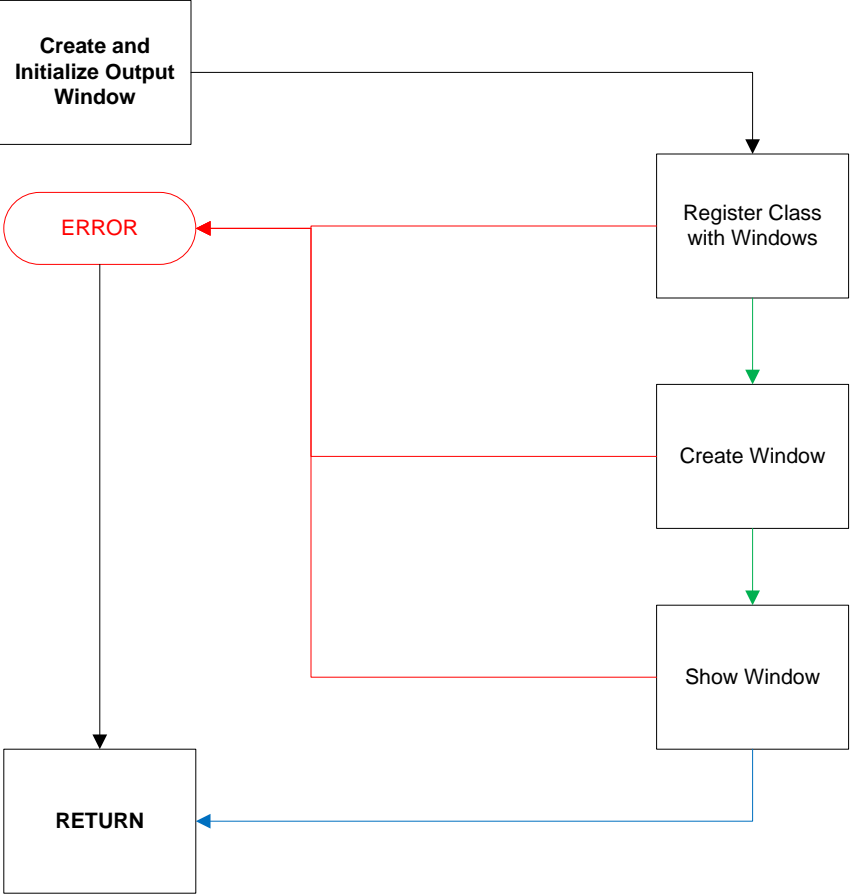 Create and
Initialize Output
Window
ERROR
Register Class
with Windows
Create Window
Show Window
RETURN